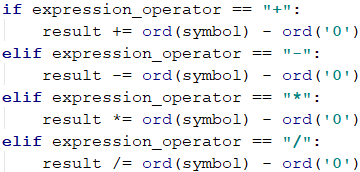 if expression_operator == "+":
    result += ord(symbol) - ord('0')
elif expression_operator == "-":
    result -= ord(symbol) - ord('0')
elif expression_operator == "*":
    result *= ord(symbol) - ord('0')
elif expression_operator == "/":
    result /= ord(symbol) - ord('0')